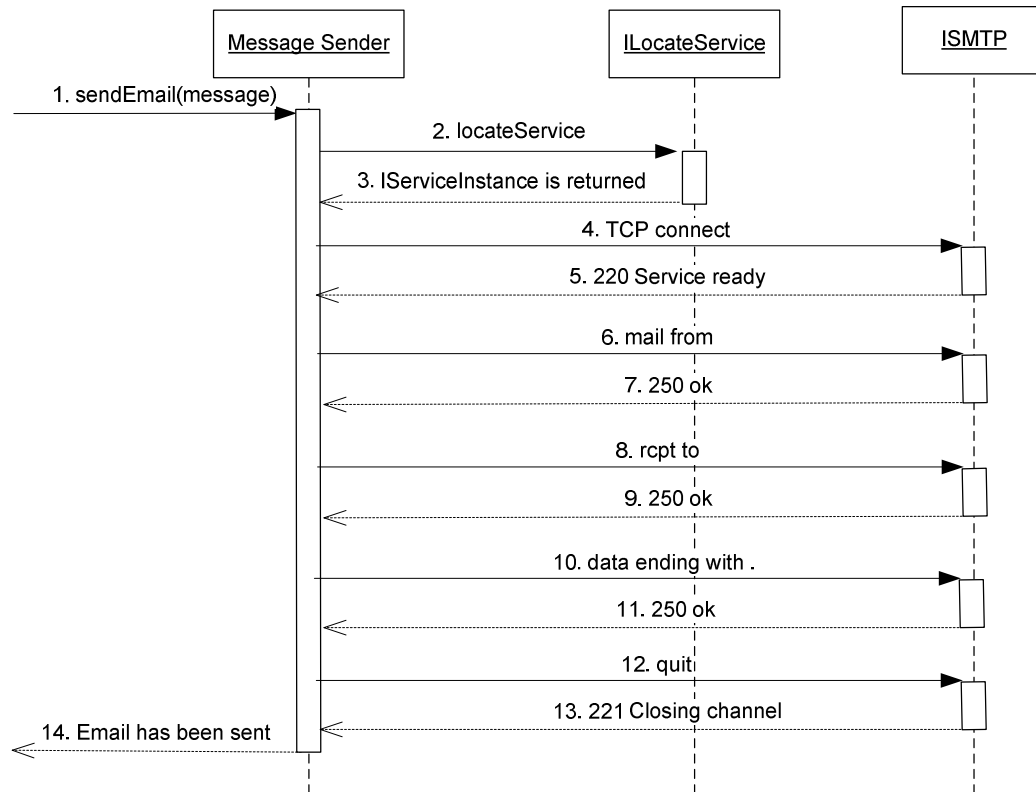 Message Sender
ILocateService
ISMTP
1. sendEmail(message)
2. locateService
3. IServiceInstance is returned
4. TCP connect
5. 220 Service ready
6. mail from
7. 250 ok
8. rcpt to
9. 250 ok
10. data ending with .
11. 250 ok
12. quit
13. 221 Closing channel
14. Email has been sent